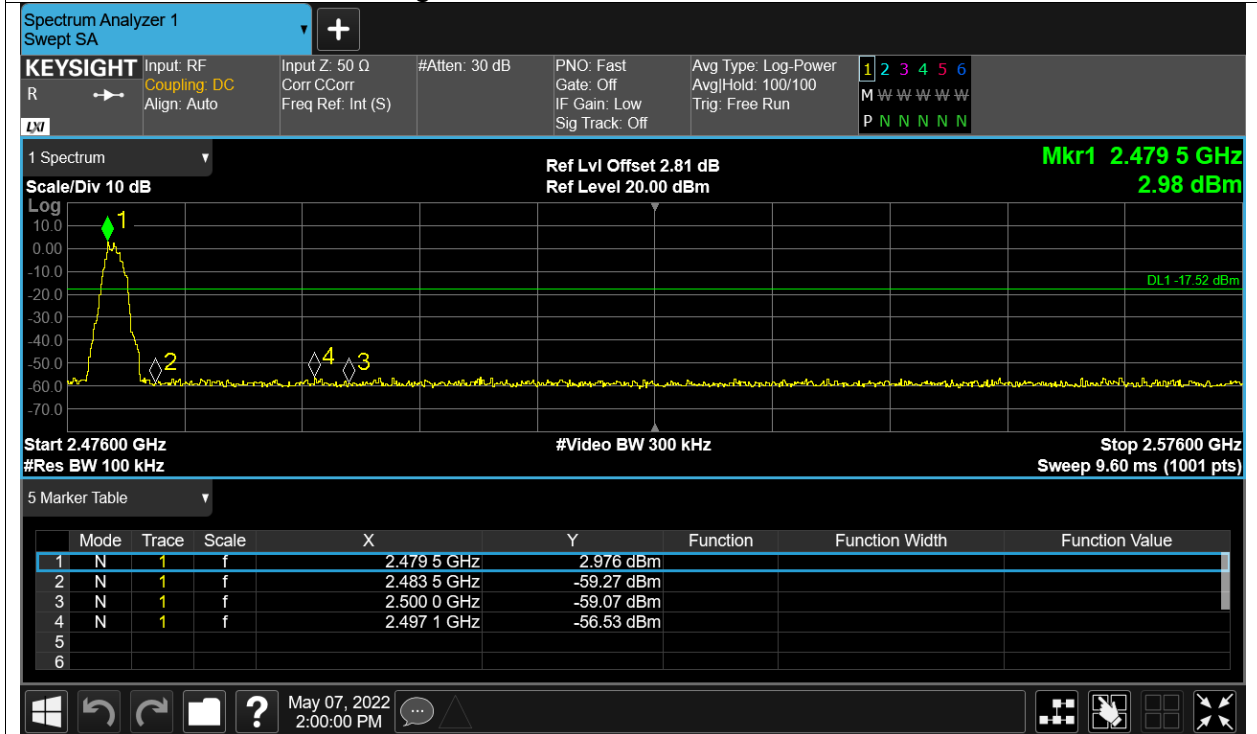 Spectrum Analyzer 1
Swept SA
+
KEYSIGHT Input: RF Input Z: 50 Ω #Atten: 30 dB PNO: Fast Avg Type: Log-Power 1 2 3 4 5 6
R Coupling: DC Corr CCorr Gate: Off Avg|Hold: 100/100 M W W W W W
Align: Auto Freq Ref: Int (S) IF Gain: Low Trig: Free Run
LXI Sig Track: Off P N N N N N
1 Spectrum Ref Lvl Offset 2.81 dB Mkr1 2.479 5 GHz
Scale/Div 10 dB Ref Level 20.00 dBm 2.98 dBm
Log
10.0 1
0.00
-10.0
DL1 -17.52 dBm
-20.0
-30.0
-40.0
-50.0 2 4 3
-60.0
-70.0
Start 2.47600 GHz #Video BW 300 kHz Stop 2.57600 GHz
#Res BW 100 kHz Sweep 9.60 ms (1001 pts)
5 Marker Table
Mode Trace Scale X Y Function Function Width Function Value
1 N 1 f 2.479 5 GHz 2.976 dBm
2 N 1 f 2.483 5 GHz -59.27 dBm
3 N 1 f 2.500 0 GHz -59.07 dBm
4 N 1 f 2.497 1 GHz -56.53 dBm
5
6
? May 07, 2022
2:00:00 PM